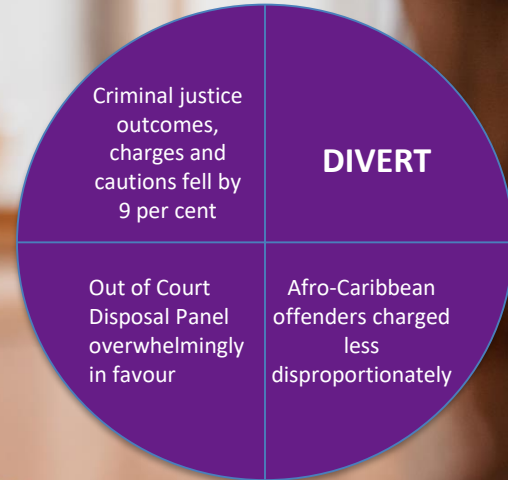 Criminal justice
outcomes,
charges and
cautions fell by
9 per cent
DIVERT
Out of Court
Disposal Panel
overwhelmingly
in favour
Afro-Caribbean
offenders charged
less
disproportionately